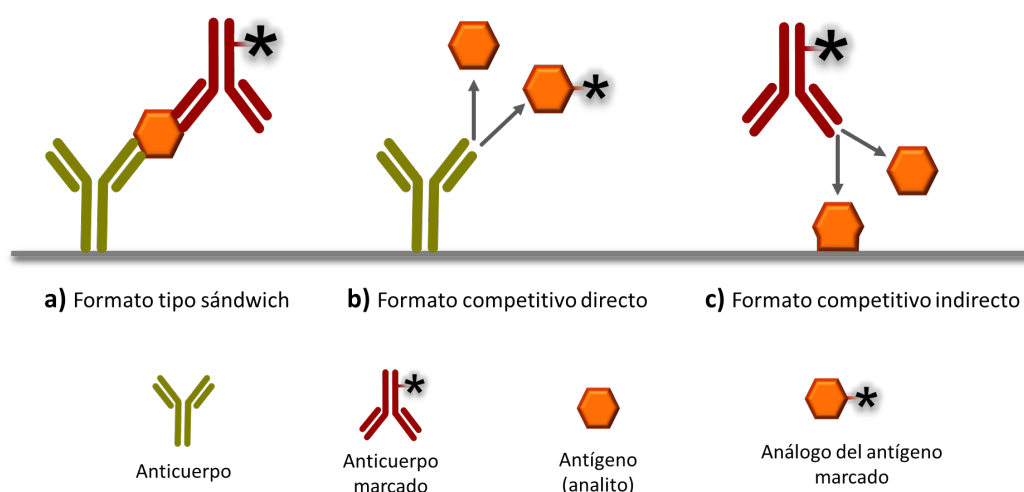 a) Formato tipo sándwich
b) Formato competitivo directo
c) Formato competitivo indirecto
Anticuerpo
Anticuerpo
marcado
Antígeno
(analito)
Análogo del antígeno
marcado